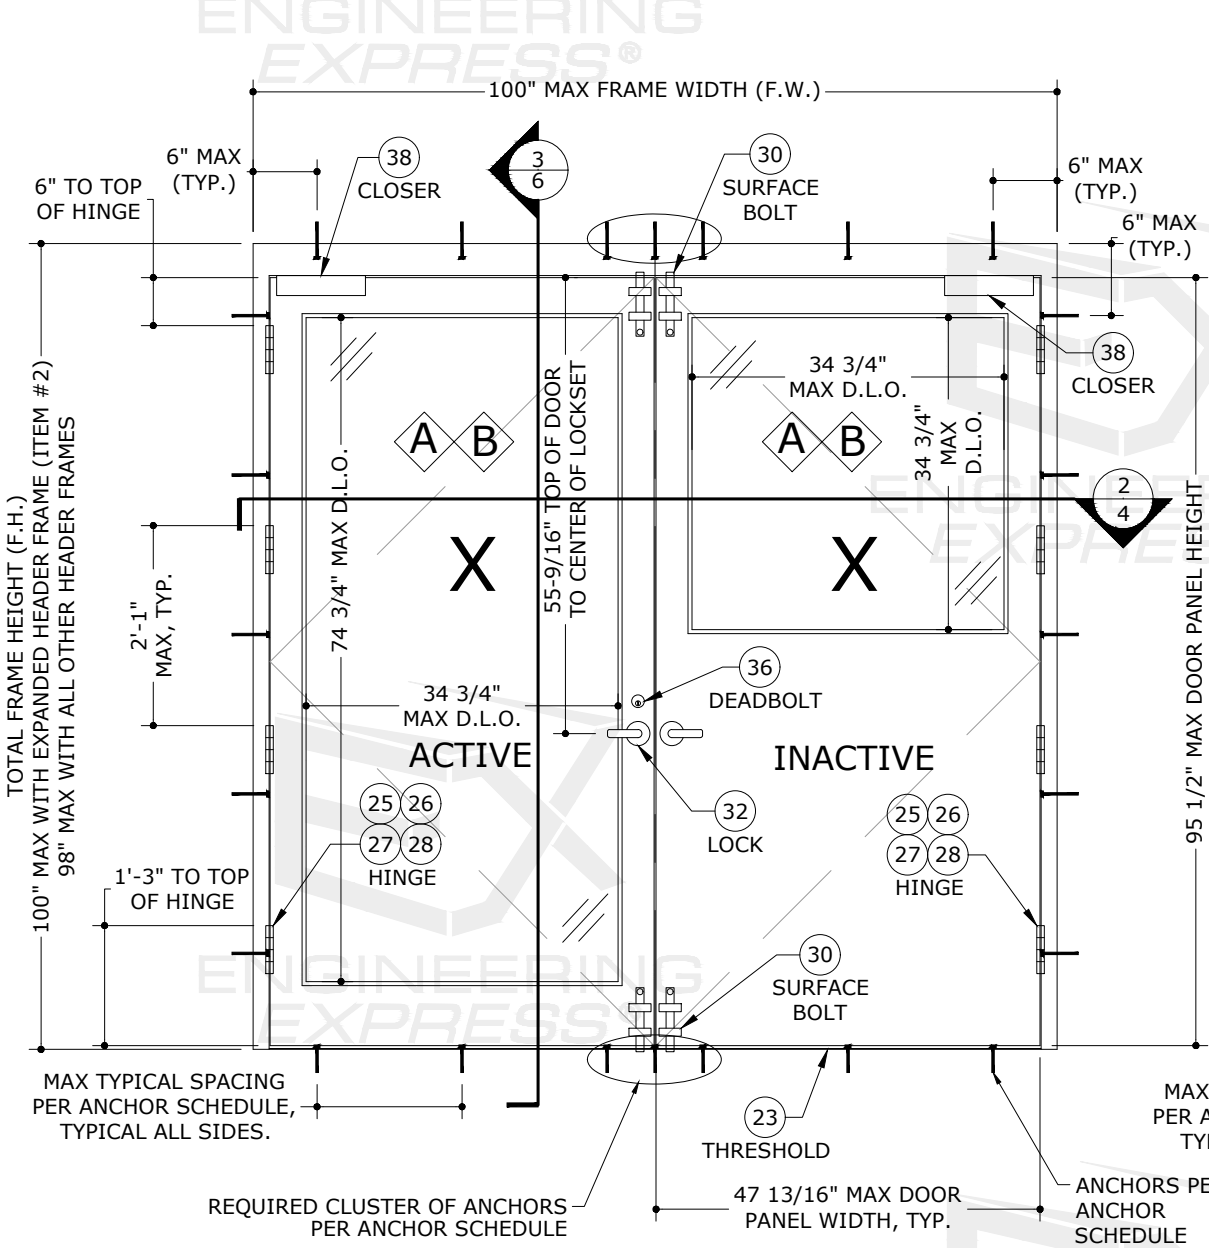 ENGINEERING
EXPRESS®
100" MAX FRAME WIDTH (F.W.)
6" MAX
(TYP.)
38
CLOSER
3
6
30
SURFACE
BOLT
6" MAX
(TYP.)
6" TO TOP
OF HINGE
6" MAX
(TYP.)
38
CLOSER
34 3/4"
MAX D.L.O.
34 3/4"
MAX
D.L.O.
A B
A B
TOTAL FRAME HEIGHT (F.H.)
100" MAX WITH EXPANDED HEADER FRAME (ITEM #2)
98" MAX WITH ALL OTHER HEADER FRAMES
74 3/4" MAX D.L.O.
55-9/16" TOP OF DOOR
TO CENTER OF LOCKSET
ENGINEE
EXPRE
2
4
X
X
2'-1"
MAX, TYP.
95 1/2" MAX DOOR PANEL HEIGHT
36
DEADBOLT
34 3/4"
MAX D.L.O.
ACTIVE
INACTIVE
25 26
27 28
HINGE
32
LOCK
25 26
27 28
HINGE
1'-3" TO TOP
OF HINGE
30
SURFACE
BOLT
ENGINEERING
EXPRESS®
MAX TYPICAL SPACING
PER ANCHOR SCHEDULE,
TYPICAL ALL SIDES.
23
THRESHOLD
MAX
PER A
TY
REQUIRED CLUSTER OF ANCHORS
PER ANCHOR SCHEDULE
47 13/16" MAX DOOR
PANEL WIDTH, TYP.
ANCHORS PE
ANCHOR
SCHEDULE